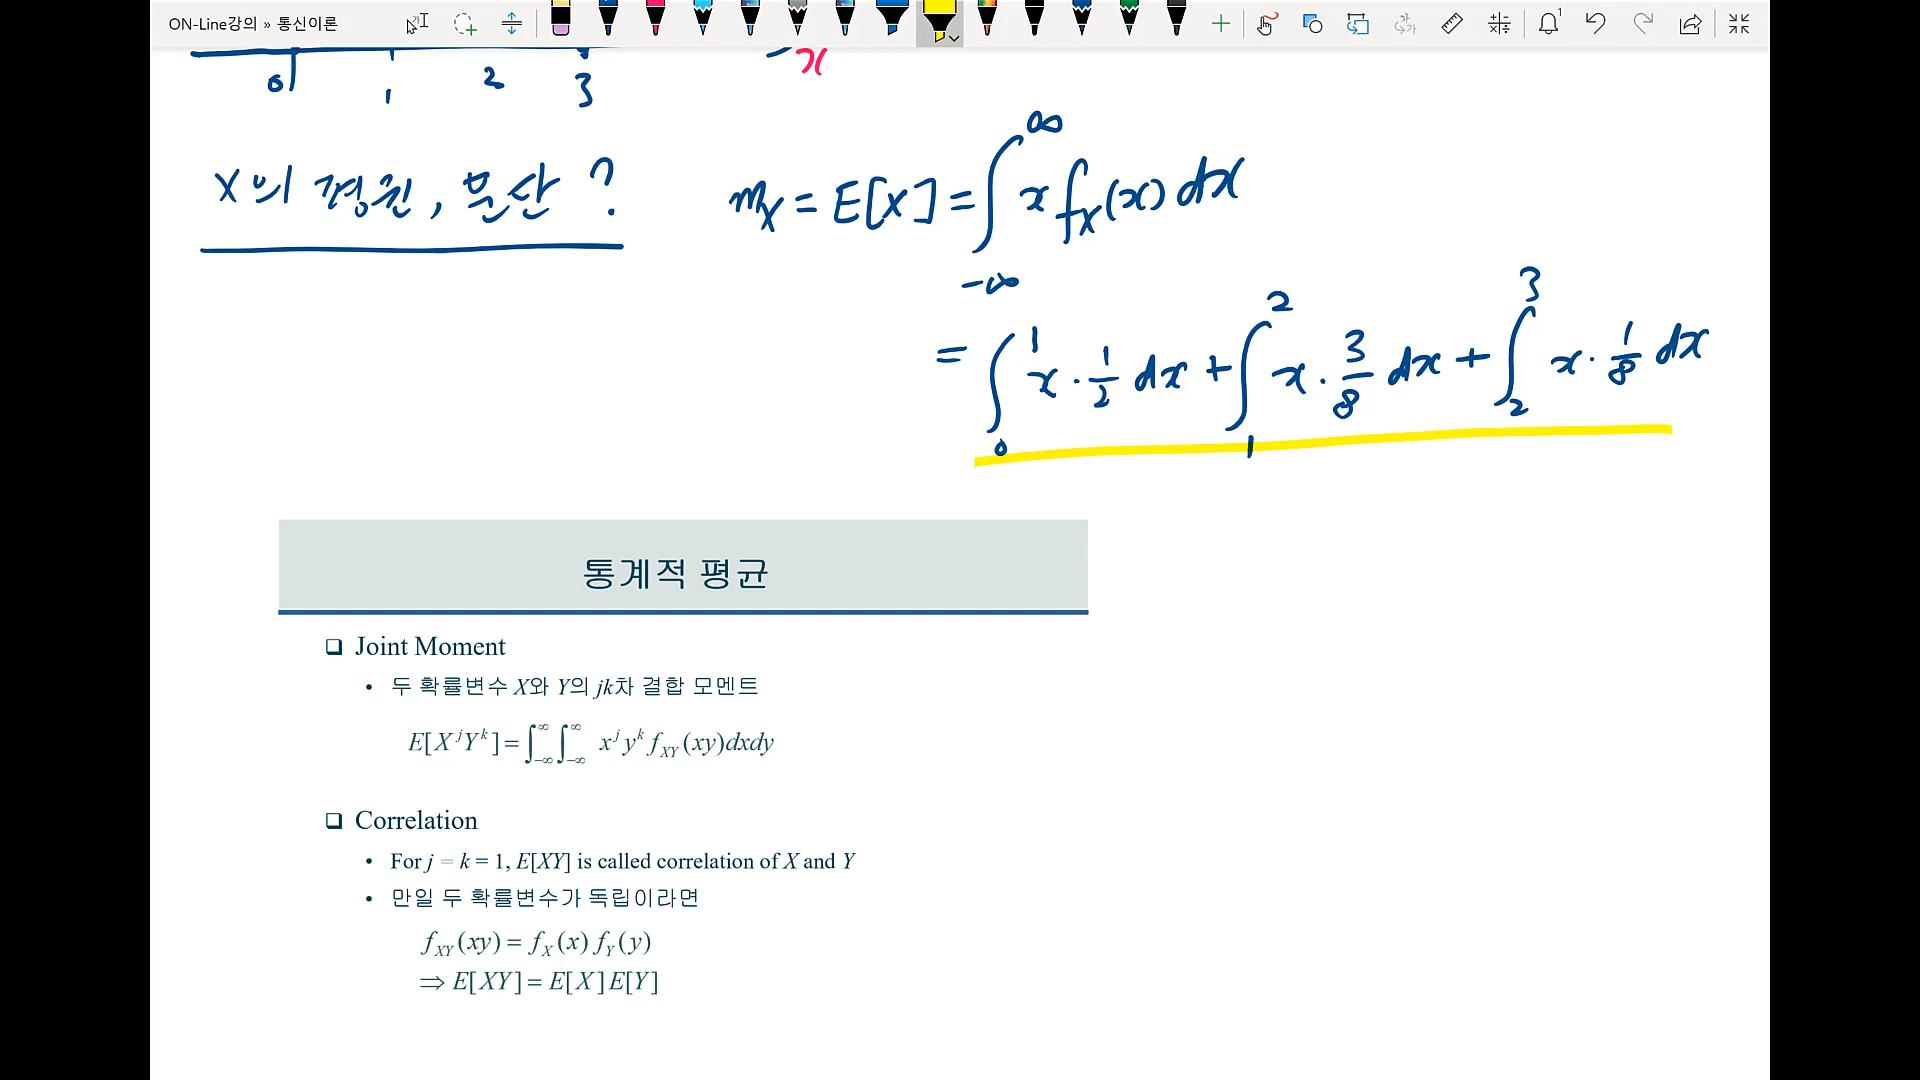 ON-Line강의 » 통신이론
0 1 2 3
x
X의 평균, 분산 ?
m_X = E[X] = ∫_{-∞}^{∞} x f_X(x) dx
= ∫_0^1 x · 1/2 dx + ∫_1^2 x · 3/8 dx + ∫_2^3 x · 1/8 dx
통계적 평균
❑ Joint Moment
• 두 확률변수 X와 Y의 jk차 결합 모멘트
E[X^j Y^k] = ∫_{-∞}^{∞} ∫_{-∞}^{∞} x^j y^k f_{XY}(xy)dxdy
❑ Correlation
• For j = k = 1, E[XY] is called correlation of X and Y
• 만일 두 확률변수가 독립이라면
f_{XY}(xy) = f_X(x) f_Y(y)
⇒ E[XY] = E[X]E[Y]